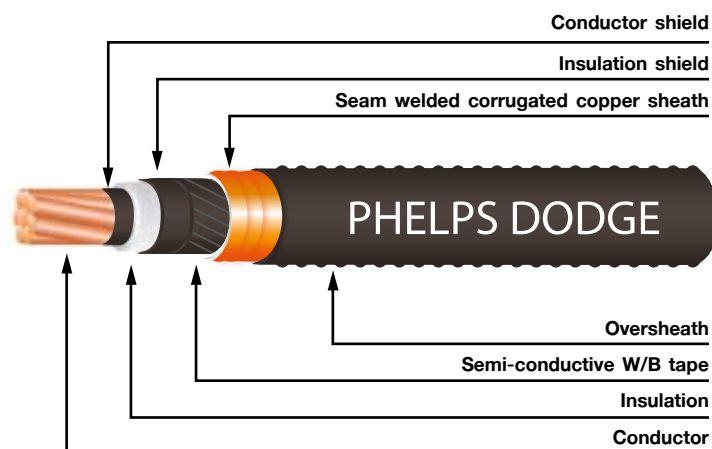 Conductor shield
Insulation shield
Seam welded corrugated copper sheath
PHELPS DODGE
Oversheath
Semi-conductive W/B tape
Insulation
Conductor